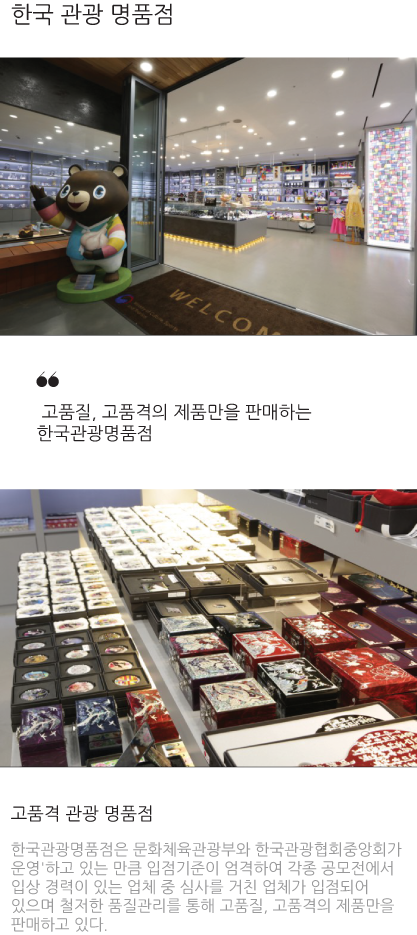 한국 관광 명품점
WELCOM
고품질, 고품격의 제품만을 판매하는
한국관광명품점
고품격 관광 명품점
한국관광명품점은 문화체육관광부와 한국관광협회중앙회가
운영'하고 있는 만큼 입점기준이 엄격하여 각종 공모전에서
입상 경력이 있는 업체 중 심사를 거친 업체가 입점되어
있으며 철저한 품질관리를 통해 고품질, 고품격의 제품만을
판매하고 있다.